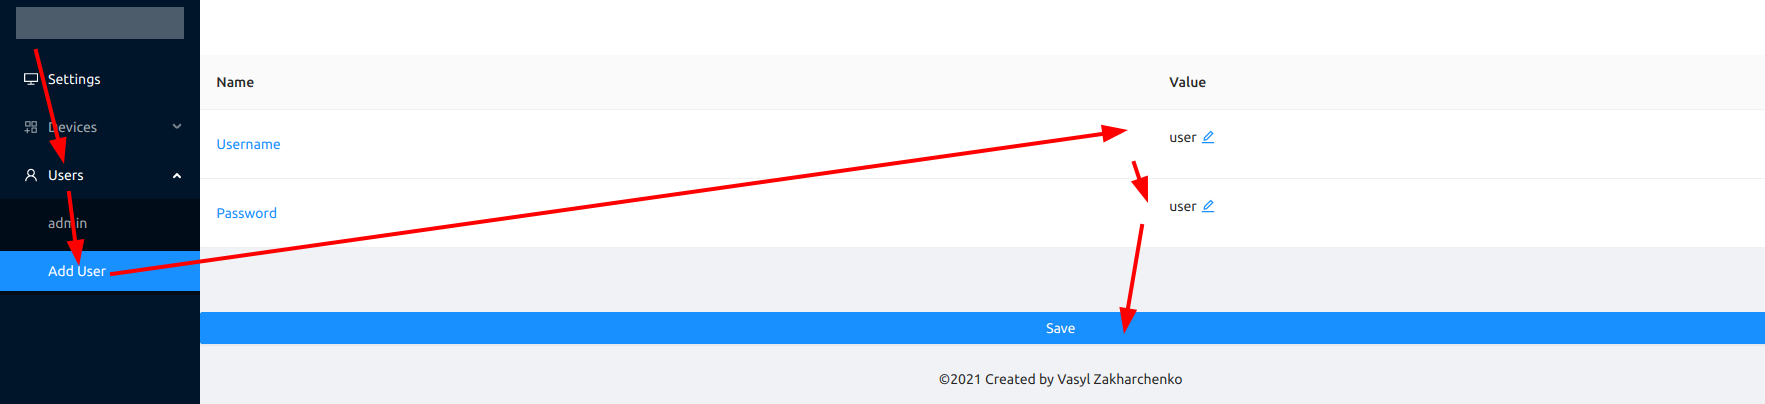 Settings
Devices
Users
admin
Add User
Name Value
Username user
Password user
Save
©2021 Created by Vasyl Zakharchenko